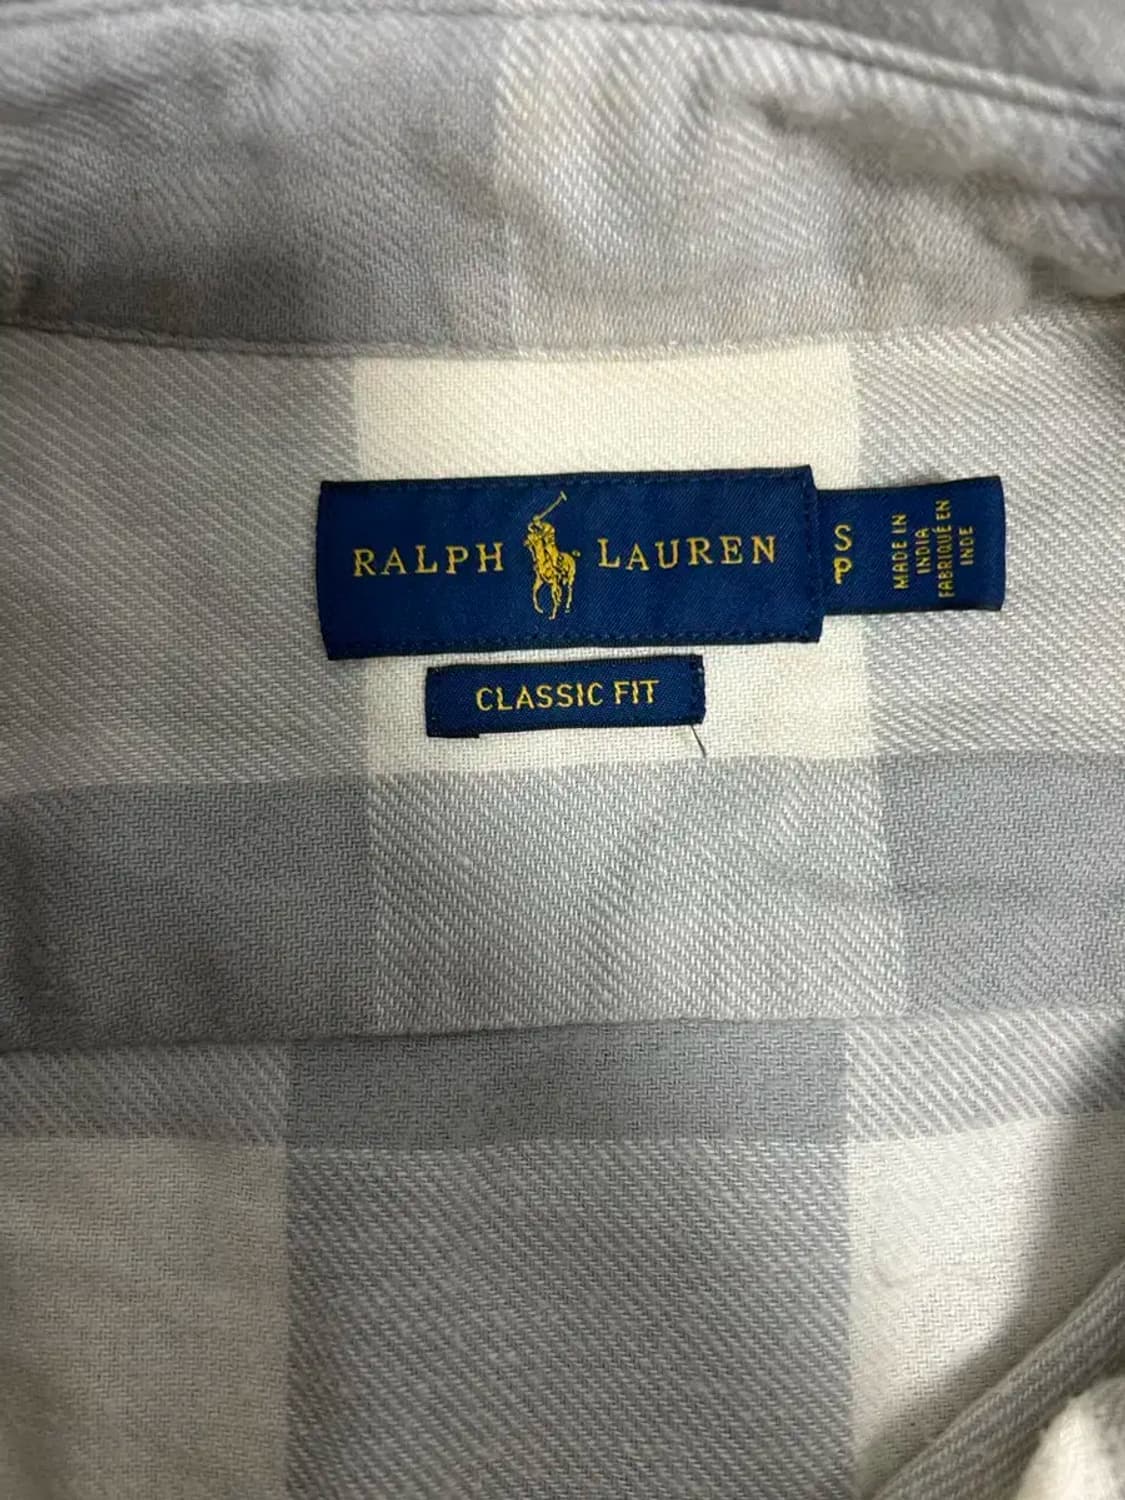 RALPH LAUREN
S
P
MADE IN
INDIA
FABRIQUÉ EN
INDE
CLASSIC FIT